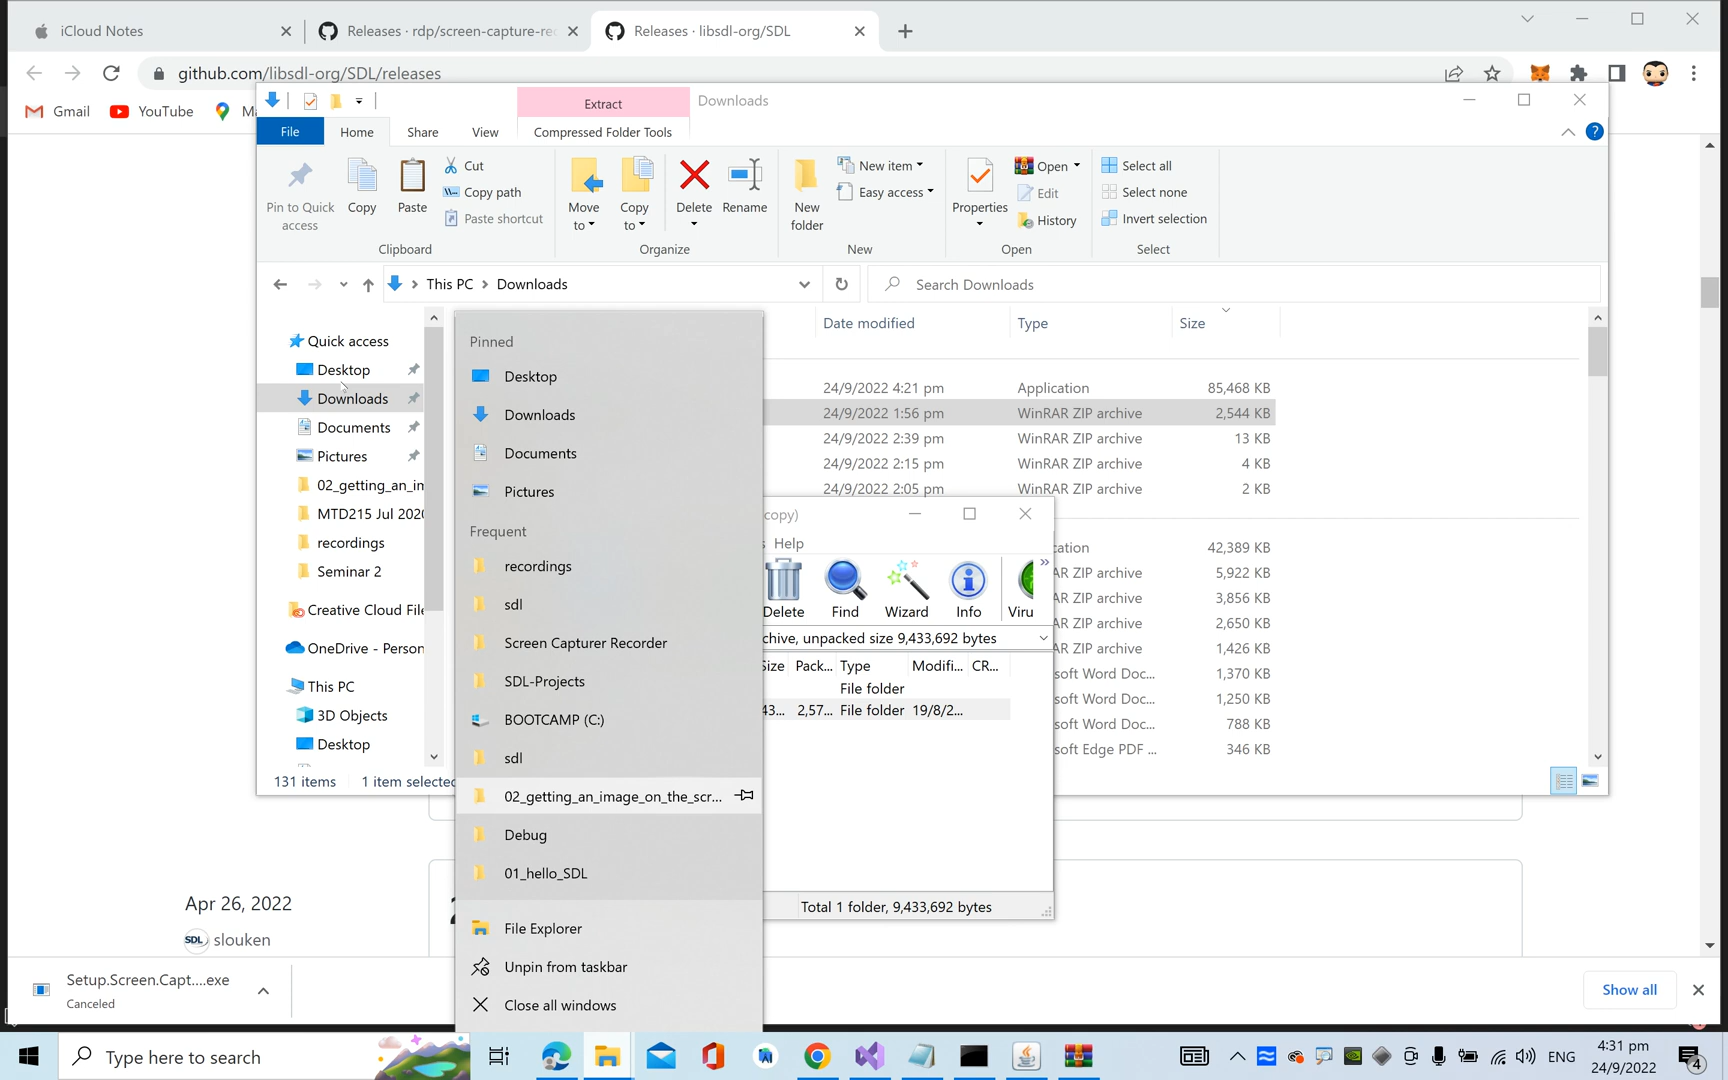 iCloud Notes
Releases · rdp/screen-capture-rec
Releases · libsdl-org/SDL
github.com/libsdl-org/SDL/releases
Gmail
YouTube
Ma
Extract
Downloads
File
Home
Share
View
Compressed Folder Tools
Pin to Quick access
Copy
Paste
Cut
Copy path
Paste shortcut
Clipboard
Move to
Copy to
Delete
Rename
Organize
New folder
New item
Easy access
New
Properties
Open
Edit
History
Open
Select all
Select none
Invert selection
Select
This PC
Downloads
Search Downloads
Quick access
Desktop
Downloads
Documents
Pictures
02_getting_an_im
MTD215 Jul 202
recordings
Seminar 2
Creative Cloud File
OneDrive - Person
This PC
3D Objects
Desktop
131 items
1 item selected
Date modified Type Size
24/9/2022 4:21 pm Application 85,468 KB
24/9/2022 1:56 pm WinRAR ZIP archive 2,544 KB
24/9/2022 2:39 pm WinRAR ZIP archive 13 KB
24/9/2022 2:15 pm WinRAR ZIP archive 4 KB
24/9/2022 2:05 pm WinRAR ZIP archive 2 KB
cation 42,389 KB
AR ZIP archive 5,922 KB
AR ZIP archive 3,856 KB
AR ZIP archive 2,650 KB
AR ZIP archive 1,426 KB
soft Word Doc... 1,370 KB
soft Word Doc... 1,250 KB
soft Word Doc... 788 KB
soft Edge PDF ... 346 KB
Pinned
Desktop
Downloads
Documents
Pictures
Frequent
recordings
sdl
Screen Capturer Recorder
SDL-Projects
BOOTCAMP (C:)
sdl
02_getting_an_image_on_the_scr...
Debug
01_hello_SDL
File Explorer
Unpin from taskbar
Close all windows
copy)
s Help
Delete
Find
Wizard
Info
Viru
chive, unpacked size 9,433,692 bytes
Size Pack... Type Modifi... CR...
File folder
43... 2,57... File folder 19/8/2...
Total 1 folder, 9,433,692 bytes
Apr 26, 2022
SDL slouken
2
Setup.Screen.Capt....exe
Canceled
Show all
Type here to search
ENG
4:31 pm
24/9/2022
4